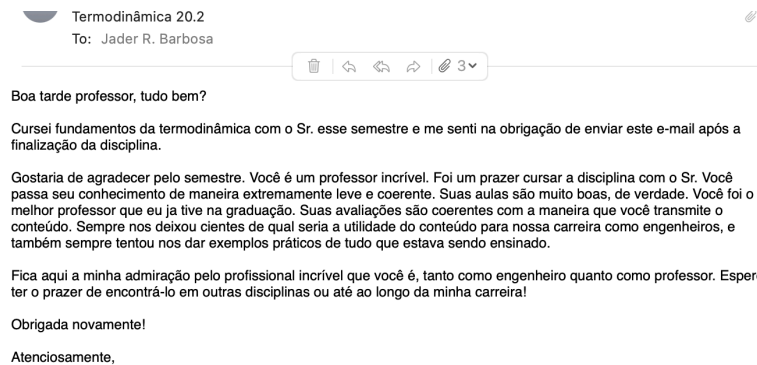 Termodinâmica 20.2
To: Jader R. Barbosa
3
Boa tarde professor, tudo bem?
Cursei fundamentos da termodinâmica com o Sr. esse semestre e me senti na obrigação de enviar este e-mail após a
finalização da disciplina.
Gostaria de agradecer pelo semestre. Você é um professor incrível. Foi um prazer cursar a disciplina com o Sr. Você
passa seu conhecimento de maneira extremamente leve e coerente. Suas aulas são muito boas, de verdade. Você foi o
melhor professor que eu ja tive na graduação. Suas avaliações são coerentes com a maneira que você transmite o
conteúdo. Sempre nos deixou cientes de qual seria a utilidade do conteúdo para nossa carreira como engenheiros, e
também sempre tentou nos dar exemplos práticos de tudo que estava sendo ensinado.
Fica aqui a minha admiração pelo profissional incrível que você é, tanto como engenheiro quanto como professor. Esper
ter o prazer de encontrá-lo em outras disciplinas ou até ao longo da minha carreira!
Obrigada novamente!
Atenciosamente,